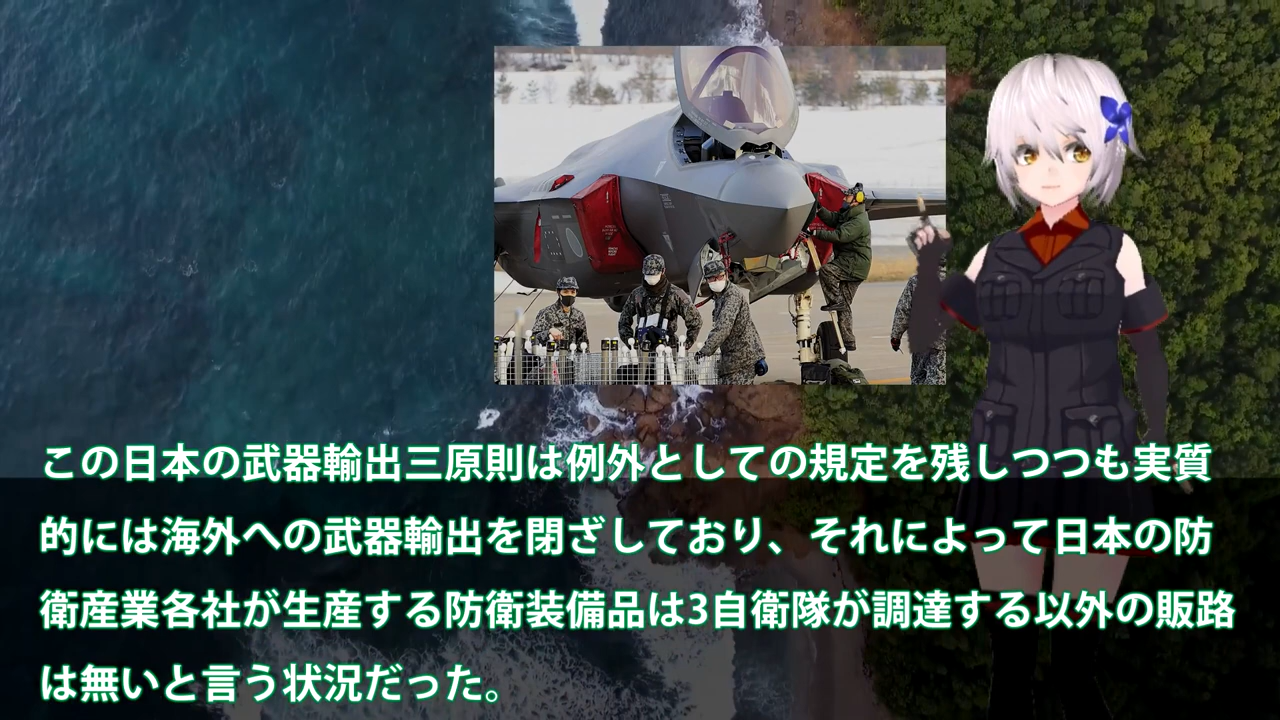 この日本の武器輸出三原則は例外としての規定を残しつつも実質
的には海外への武器輸出を閉ざしており、それによって日本の防
衛産業各社が生産する防衛装備品は3自衛隊が調達する以外の販路
は無いと言う状況だった。